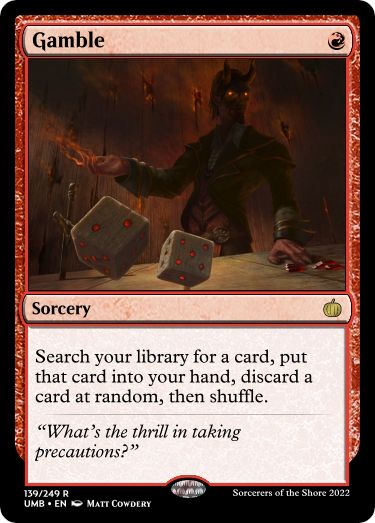 Gamble
Sorcery
Search your library for a card, put
that card into your hand, discard a
card at random, then shuffle.
“What's the thrill in taking
precautions?”
139/249 R
Sorcerers of the Shore 2022
UMB • EN Matt Cowdery